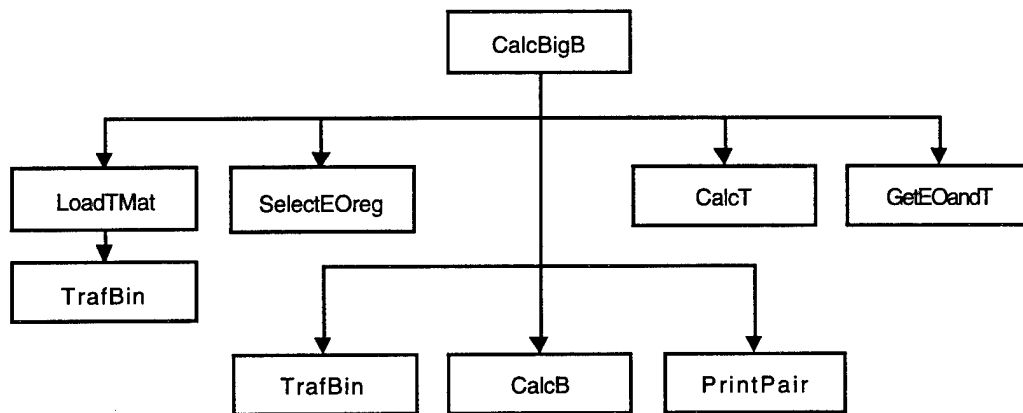 CalcBigB
LoadTMat
SelectEOreg
CalcT
GetEOandT
TrafBin
TrafBin
CalcB
PrintPair